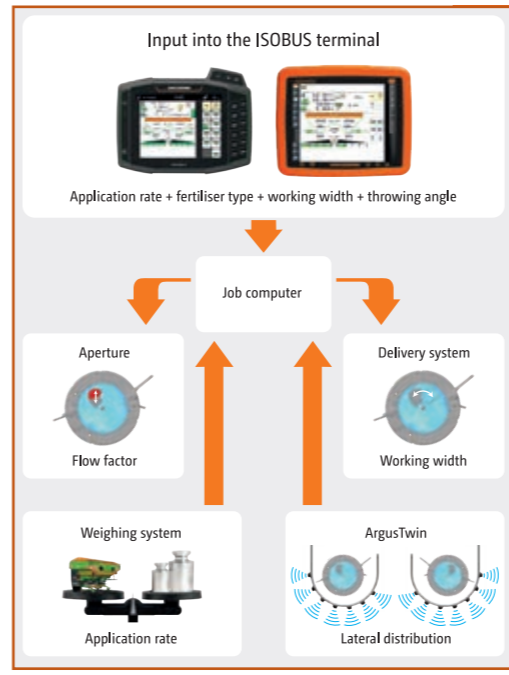 Input into the ISOBUS terminal
Application rate + fertiliser type + working width + throwing angle
Job computer
Aperture
Flow factor
Delivery system
Working width
Weighing system
Application rate
ArgusTwin
Lateral distribution